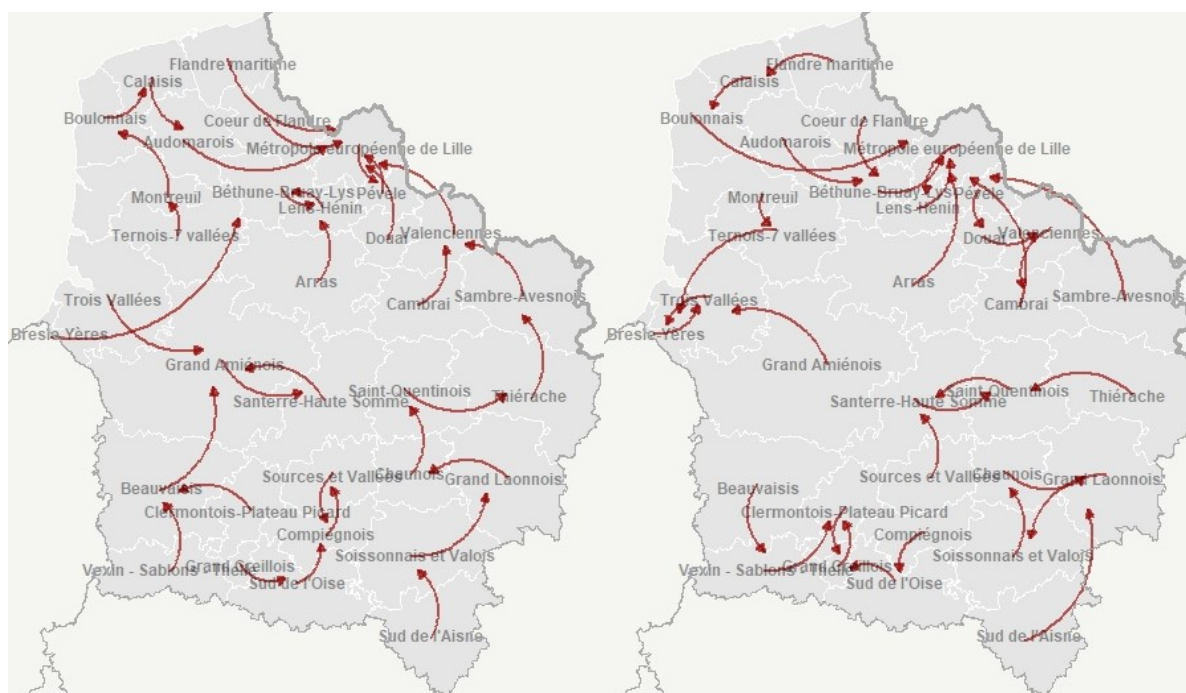 Flandre maritime
Calaisis
Boulonnais
Coeur de Flandre
Audomarois
Métropole européenne de Lille
Montreuil
Béthune-Bruay-Lys
Pévèle
Lens-Hénin
Ternois-7 vallées
Douai
Valenciennes
Arras
Trois Vallées
Cambrai
Sambre-Avesnois
Bresle-Yères
Grand Amiénois
Santerre-Haute Somme
Saint-Quentinois
Thiérache
Beauvaisis
Sources et Vallées
Chaunois
Grand Laonnois
Clermontois-Plateau Picard
Compiégnois
Soissonnais et Valois
Vexin - Sablons - Thelle
Grand Creillois
Sud de l'Oise
Sud de l'Aisne
Flandre maritime
Calaisis
Boulonnais
Coeur de Flandre
Audomarois
Métropole européenne de Lille
Montreuil
Béthune-Bruay-Lys
Pévèle
Lens-Hénin
Ternois-7 vallées
Douai
Valenciennes
Arras
Trois Vallées
Cambrai
Sambre-Avesnois
Bresle-Yères
Grand Amiénois
Santerre-Haute Somme
Saint-Quentinois
Thiérache
Beauvaisis
Sources et Vallées
Chaunois
Grand Laonnois
Clermontois-Plateau Picard
Compiégnois
Soissonnais et Valois
Vexin - Sablons - Thelle
Grand Creillois
Sud de l'Oise
Sud de l'Aisne